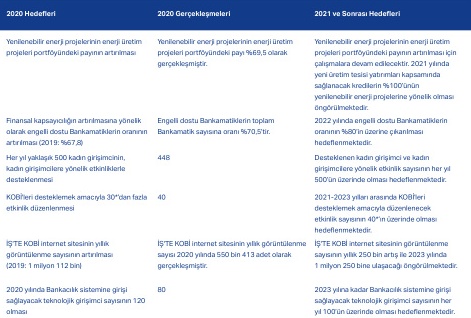 2020 Hedefleri
2020 Gerçekleşmeleri
2021 ve Sonrası Hedefleri
Yenilenebilir enerji projelerinin enerji üretim
projeleri portföyündeki payının artırılması
Yenilenebilir enerji projelerinin enerji üretim
projeleri portföyündeki payı %69,5 olarak
gerçekleşmiştir.
Yenilenebilir enerji projelerinin enerji üretim
projeleri portföyündeki payının artırılması için
çalışmalara devam edilecektir. 2021 yılında
yeni üretim tesisi yatırımları kapsamında
sağlanacak kredilerin %100'ünün
yenilenebilir enerji projelerine yönelik olması
öngörülmektedir.
Finansal kapsayıcılığın artırılmasına yönelik
olarak engelli dostu Bankamatiklerin oranının
artırılması (2019: %67,8)
Engelli dostu Bankamatiklerin toplam
Bankamatik sayısına oranı %70,5'tir.
2022 yılında engelli dostu Bankamatiklerin
oranının %80'in üzerine çıkarılması
hedeflenmektedir.
Her yıl yaklaşık 500 kadın girişimcinin,
kadın girişimcilere yönelik etkinliklerle
desteklenmesi
448
Desteklenen kadın girişimci ve kadın
girişimcilere yönelik etkinlik sayısının her yıl
500'ün üzerinde olması hedeflenmektedir.
KOBİ'leri desteklemek amacıyla 30*'dan fazla
etkinlik düzenlenmesi
40
2021-2023 yılları arasında KOBİ'leri
desteklemek amacıyla düzenlenecek
etkinlik sayısının 40*'ın üzerinde olması
hedeflenmektedir.
İŞ'TE KOBİ internet sitesinin yıllık
görüntülenme sayısının artırılması
(2019: 1 milyon 112 bin)
İŞ'TE KOBİ internet sitesinin yıllık görüntülenme
sayısı 2020 yılında 550 bin 413 adet olarak
gerçekleşmiştir.
İŞ'TE KOBİ internet sitesinin görüntülenme
sayısının yıllık 250 bin artış ile 2023 yılında
1 milyon 250 bine ulaşacağı öngörülmektedir.
2020 yılında Bankacılık sistemine girişi
sağlayacak teknolojik girişimci sayısının 120
olması
80
2023 yılına kadar Bankacılık sistemine girişi
sağlayacak teknolojik girişimci sayısının her
yıl 100'ün üzerinde olması hedeflenmektedir.